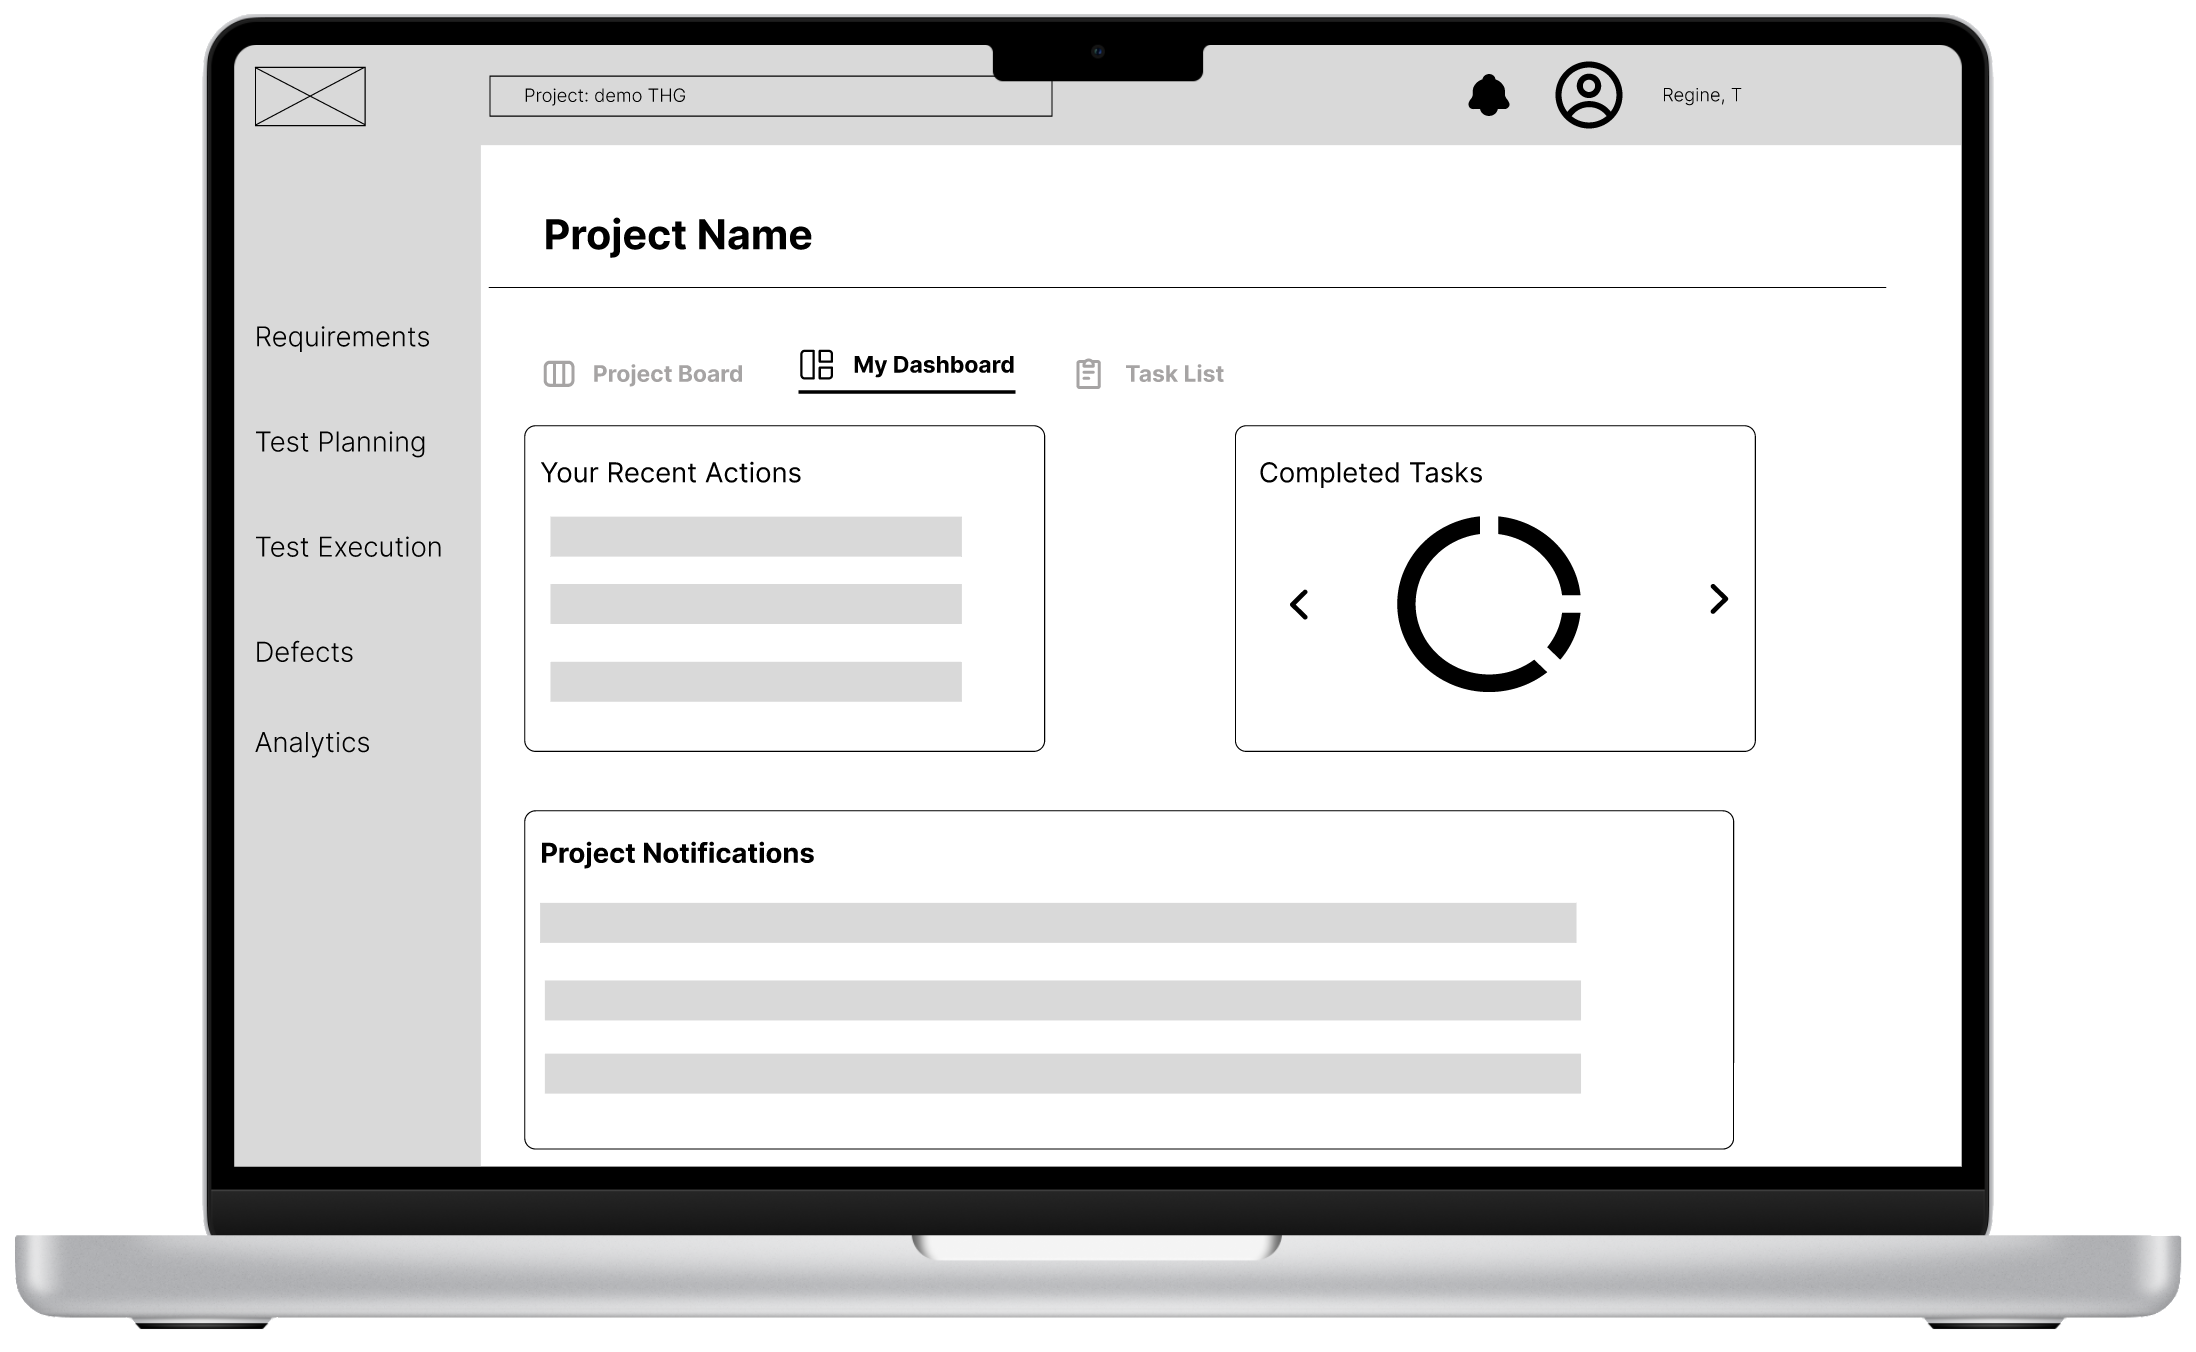 Project: demo THG
Regine, T
Project Name
Requirements
Test Planning
Test Execution
Defects
Analytics
Project Board
My Dashboard
Task List
Your Recent Actions
Completed Tasks
Project Notifications